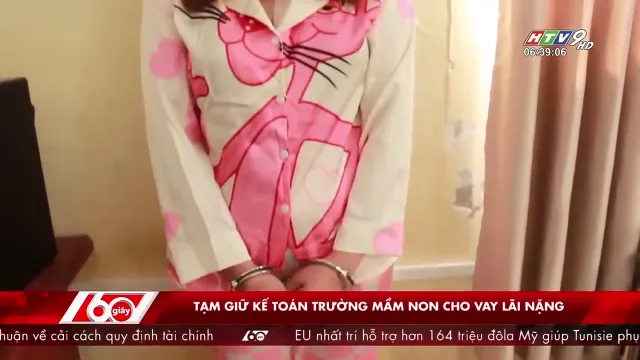 HTV9 HD
06:39:06
60 giây
TẠM GIỮ KẾ TOÁN TRƯỜNG MẦM NON CHO VAY LÃI NẶNG
huận về cải cách quy định tài chính 60 giây EU nhất trí hỗ trợ hơn 164 triệu đôla Mỹ giúp Tunisie phụ